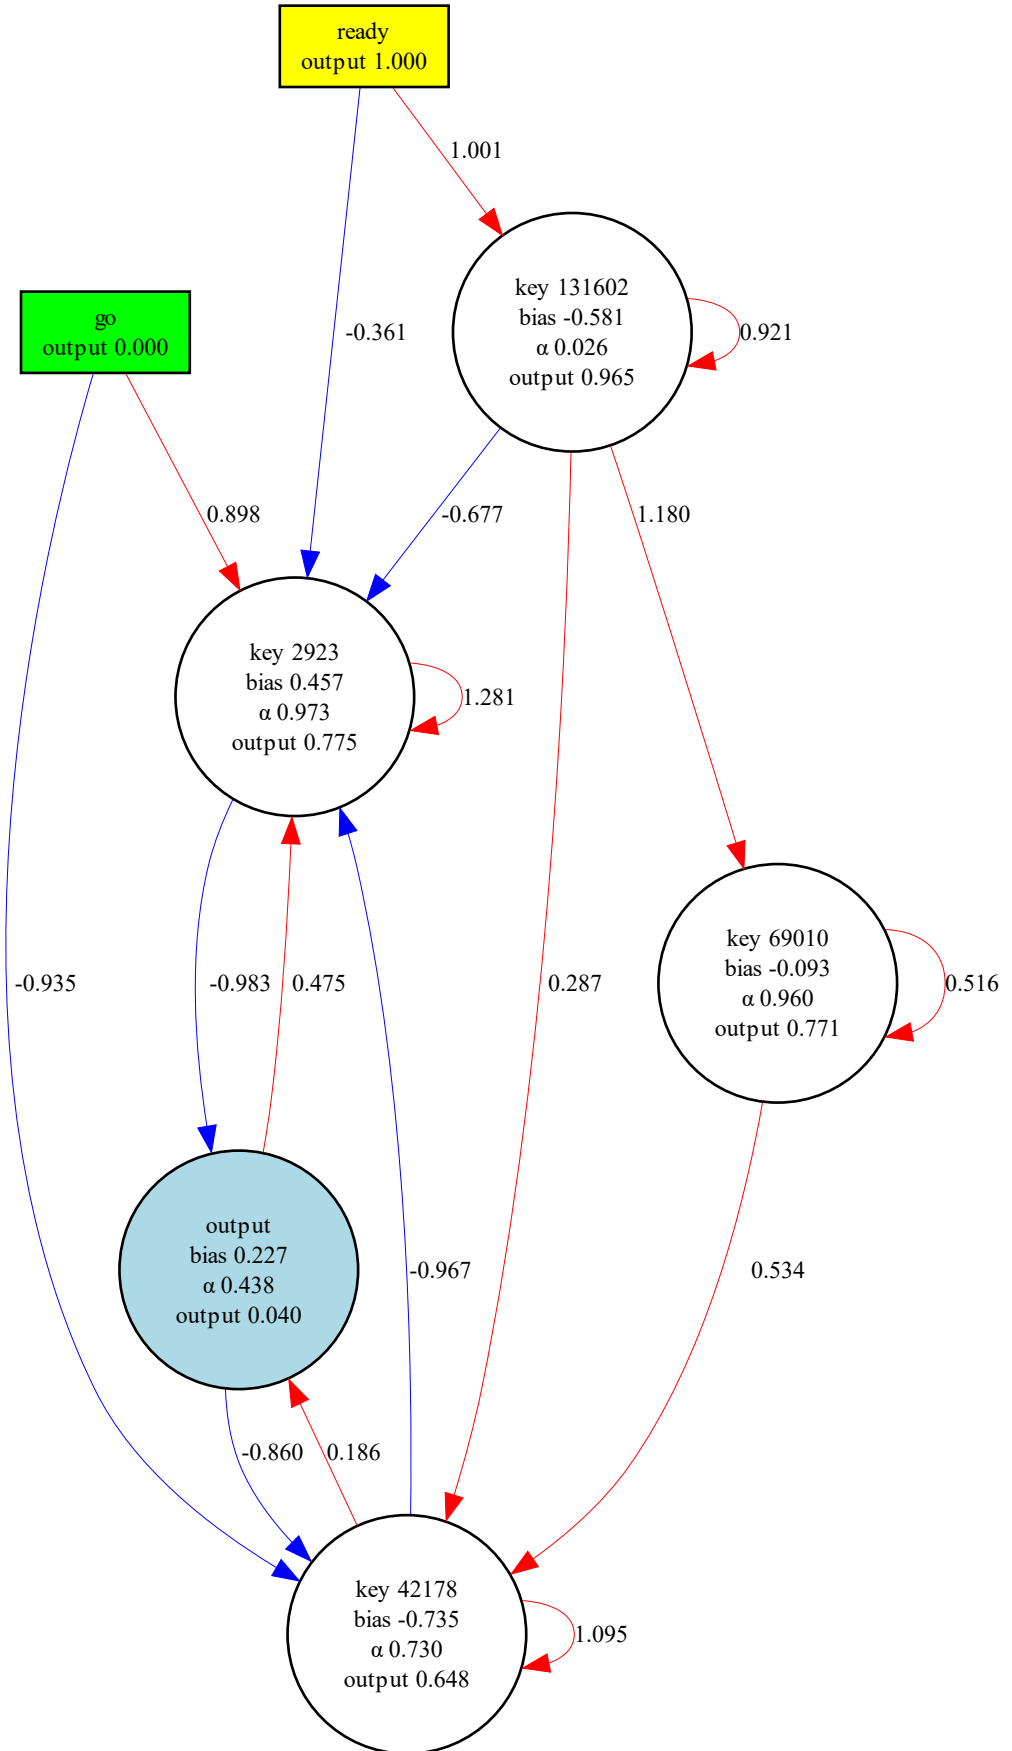 ready
output 1.000
1.001
key 131602
bias -0.581
α 0.026
output 0.965
0.921
go
output 0.000
-0.361
0.898
-0.677
1.180
key 2923
bias 0.457
α 0.973
output 0.775
1.281
key 69010
bias -0.093
α 0.960
output 0.771
0.516
-0.935
-0.983
0.475
0.287
output
bias 0.227
α 0.438
output 0.040
-0.967
0.534
-0.860
0.186
key 42178
bias -0.735
α 0.730
output 0.648
1.095